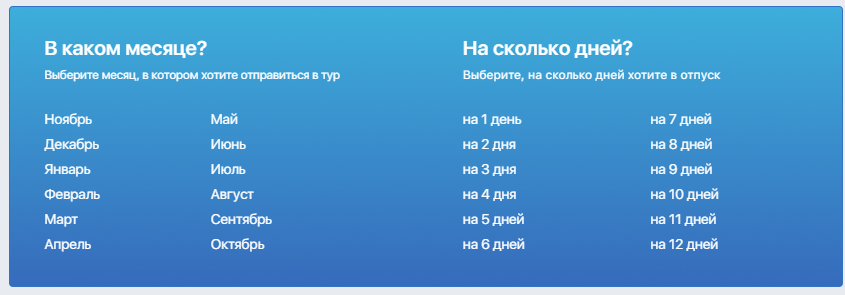 В каком месяце?
Выберите месяц, в котором хотите отправиться в тур
Ноябрь
Декабрь
Январь
Февраль
Март
Апрель
Май
Июнь
Июль
Август
Сентябрь
Октябрь
На сколько дней?
Выберите, на сколько дней хотите в отпуск
на 1 день
на 2 дня
на 3 дня
на 4 дня
на 5 дней
на 6 дней
на 7 дней
на 8 дней
на 9 дней
на 10 дней
на 11 дней
на 12 дней